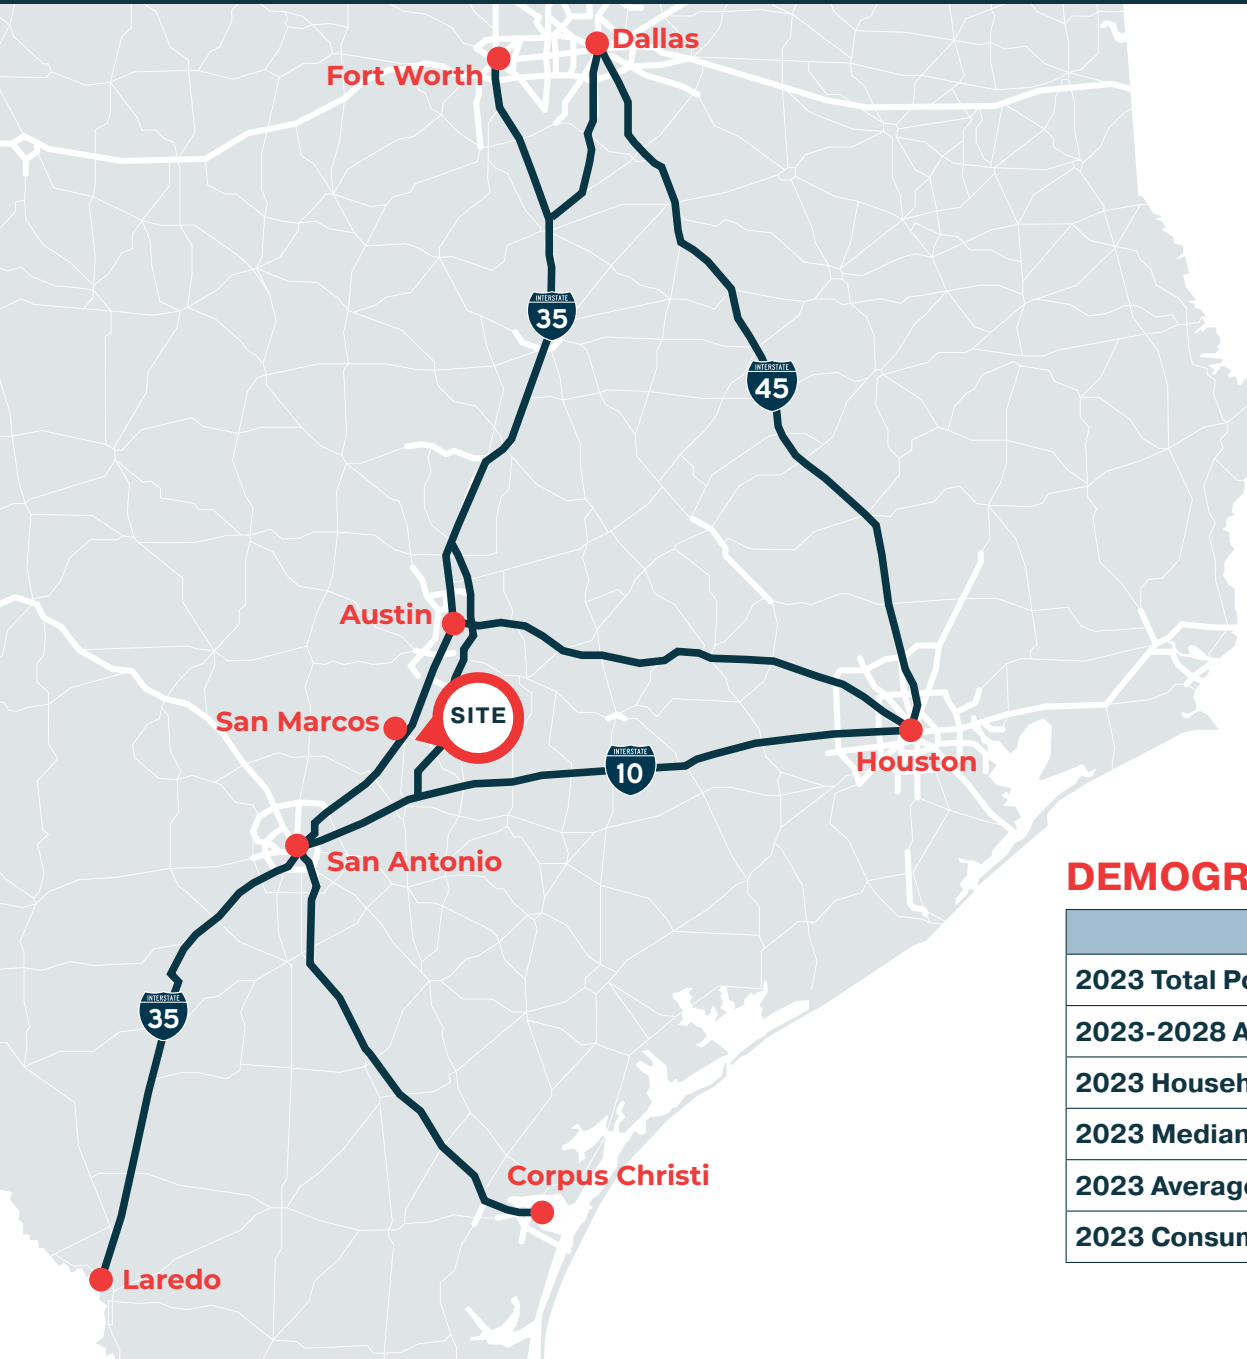 Dallas
Fort Worth
INTERSTATE
35
INTERSTATE
45
Austin
San Marcos
SITE
INTERSTATE
10
Houston
San Antonio
DEMOGR
2023 Total Po
INTERSTATE
35
2023-2028 A
2023 Househ
2023 Median
Corpus Christi
2023 Average
2023 Consum
Laredo